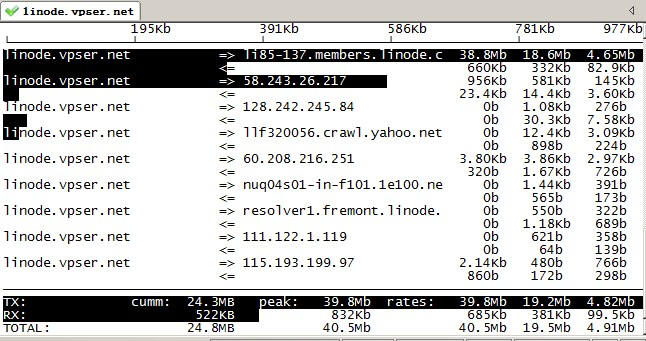 linode.vpser.net
195Kb 391Kb 586Kb 781Kb 977Kb
linode.vpser.net => li85-137.members.linode.c 38.8Mb 18.6Mb 4.65Mb
<= 660Kb 332Kb 82.9Kb
linode.vpser.net => 58.243.26.217 956Kb 581Kb 145Kb
<= 23.4Kb 14.4Kb 3.60Kb
linode.vpser.net => 128.242.245.84 0b 1.08Kb 276b
<= 0b 30.3Kb 7.58Kb
linode.vpser.net => llf320056.crawl.yahoo.net 0b 12.4Kb 3.09Kb
<= 0b 898b 224b
linode.vpser.net => 60.208.216.251 3.80Kb 3.86Kb 2.97Kb
<= 320b 1.67Kb 726b
linode.vpser.net => nuq04s01-in-f101.1e100.ne 0b 1.44Kb 391b
<= 0b 565b 173b
linode.vpser.net => resolver1.fremont.linode. 0b 550b 322b
<= 0b 1.18Kb 689b
linode.vpser.net => 111.122.1.119 0b 621b 358b
<= 0b 64b 139b
linode.vpser.net => 115.193.199.97 2.14Kb 480b 766b
<= 860b 172b 298b
TX: cumm: 24.3MB peak: 39.8Mb rates: 39.8Mb 19.2Mb 4.82Mb
RX: 522KB 832Kb 685Kb 381Kb 99.5Kb
TOTAL: 24.8MB 40.5Mb 40.5Mb 19.5Mb 4.91Mb